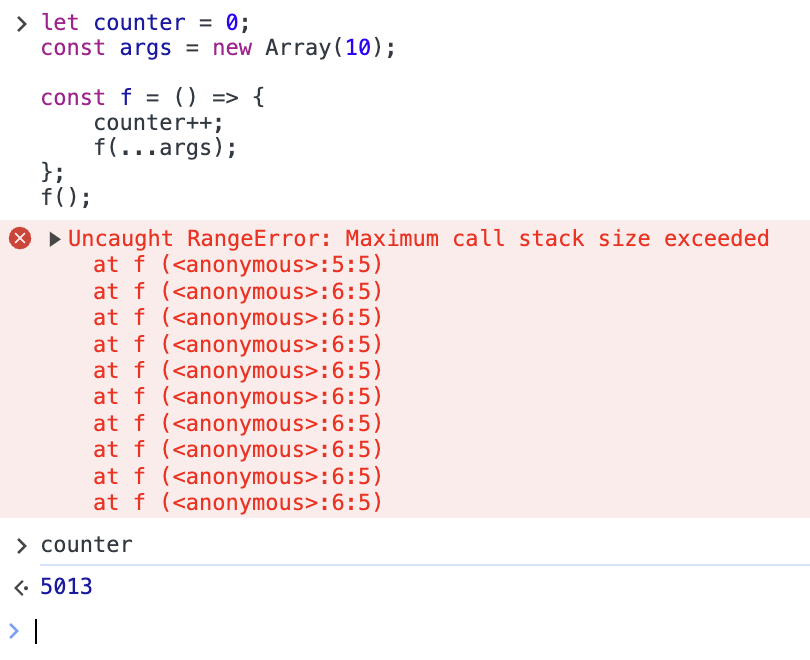 let counter = 0;
const args = new Array(10);
const f = () => {
counter++;
f(...args);
};
f();
Uncaught RangeError: Maximum call stack size exceeded
at f (<anonymous>:5:5)
at f (<anonymous>:6:5)
at f (<anonymous>:6:5)
at f (<anonymous>:6:5)
at f (<anonymous>:6:5)
at f (<anonymous>:6:5)
at f (<anonymous>:6:5)
at f (<anonymous>:6:5)
at f (<anonymous>:6:5)
at f (<anonymous>:6:5)
counter
5013